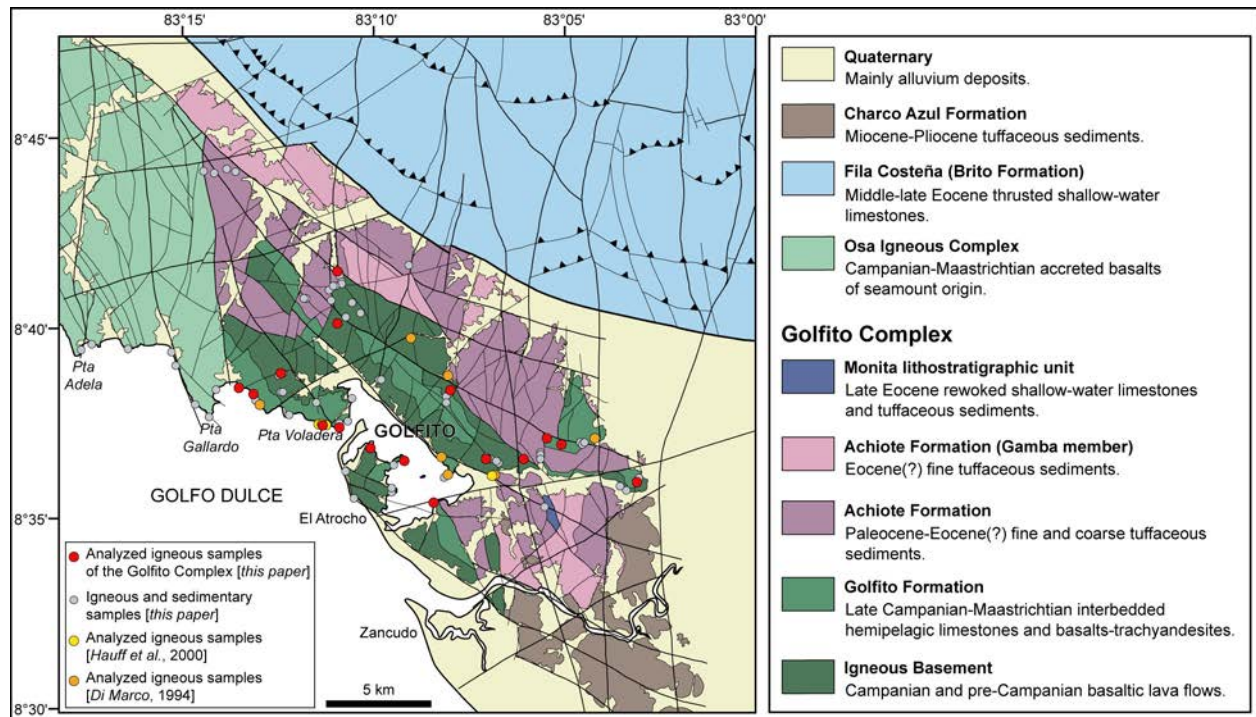 83°15' 83°10' 83°05' 83°00'
8°45'
8°40'
8°35'
8°30'
Pta
Adela
Pta
Gallardo
Pta Voladera
GOLFITO
GOLFO DULCE
El Atrocho
Zancudo
5 km
Analyzed igneous samples
of the Golfito Complex [this paper]
Igneous and sedimentary
samples [this paper]
Analyzed igneous samples
[Hauff et al., 2000]
Analyzed igneous samples
[Di Marco, 1994]
Quaternary
Mainly alluvium deposits.
Charco Azul Formation
Miocene-Pliocene tuffaceous sediments.
Fila Costeña (Brito Formation)
Middle-late Eocene thrusted shallow-water
limestones.
Osa Igneous Complex
Campanian-Maastrichtian accreted basalts
of seamount origin.
Golfito Complex
Monita lithostratigraphic unit
Late Eocene rewoked shallow-water limestones
and tuffaceous sediments.
Achiote Formation (Gamba member)
Eocene(?) fine tuffaceous sediments.
Achiote Formation
Paleocene-Eocene(?) fine and coarse tuffaceous
sediments.
Golfito Formation
Late Campanian-Maastrichtian interbedded
hemipelagic limestones and basalts-trachyandesites.
Igneous Basement
Campanian and pre-Campanian basaltic lava flows.